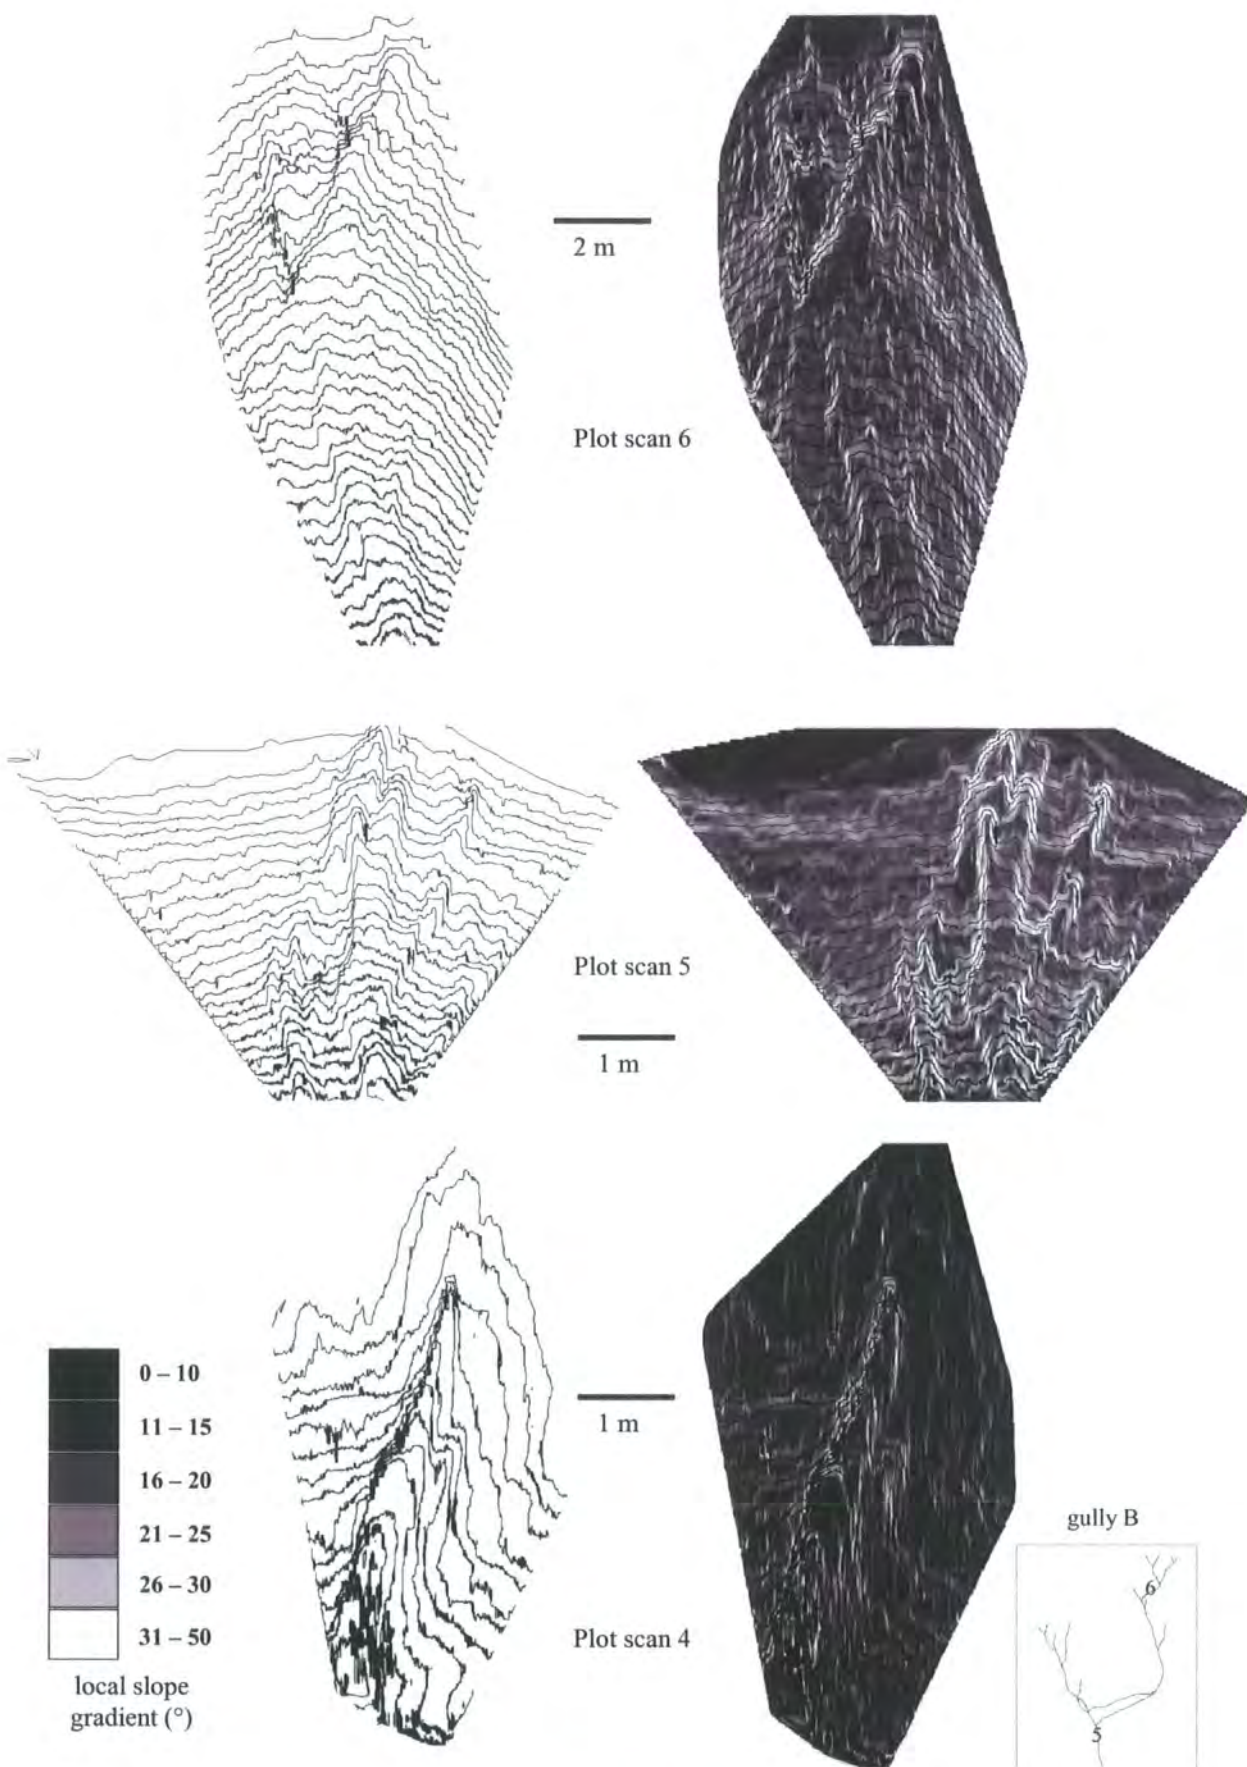 2 m
Plot scan 6
Plot scan 5
1 m
0 – 10
11 – 15
16 – 20
21 – 25
26 – 30
31 – 50
local slope
gradient (°)
1 m
Plot scan 4
gully B
6
5